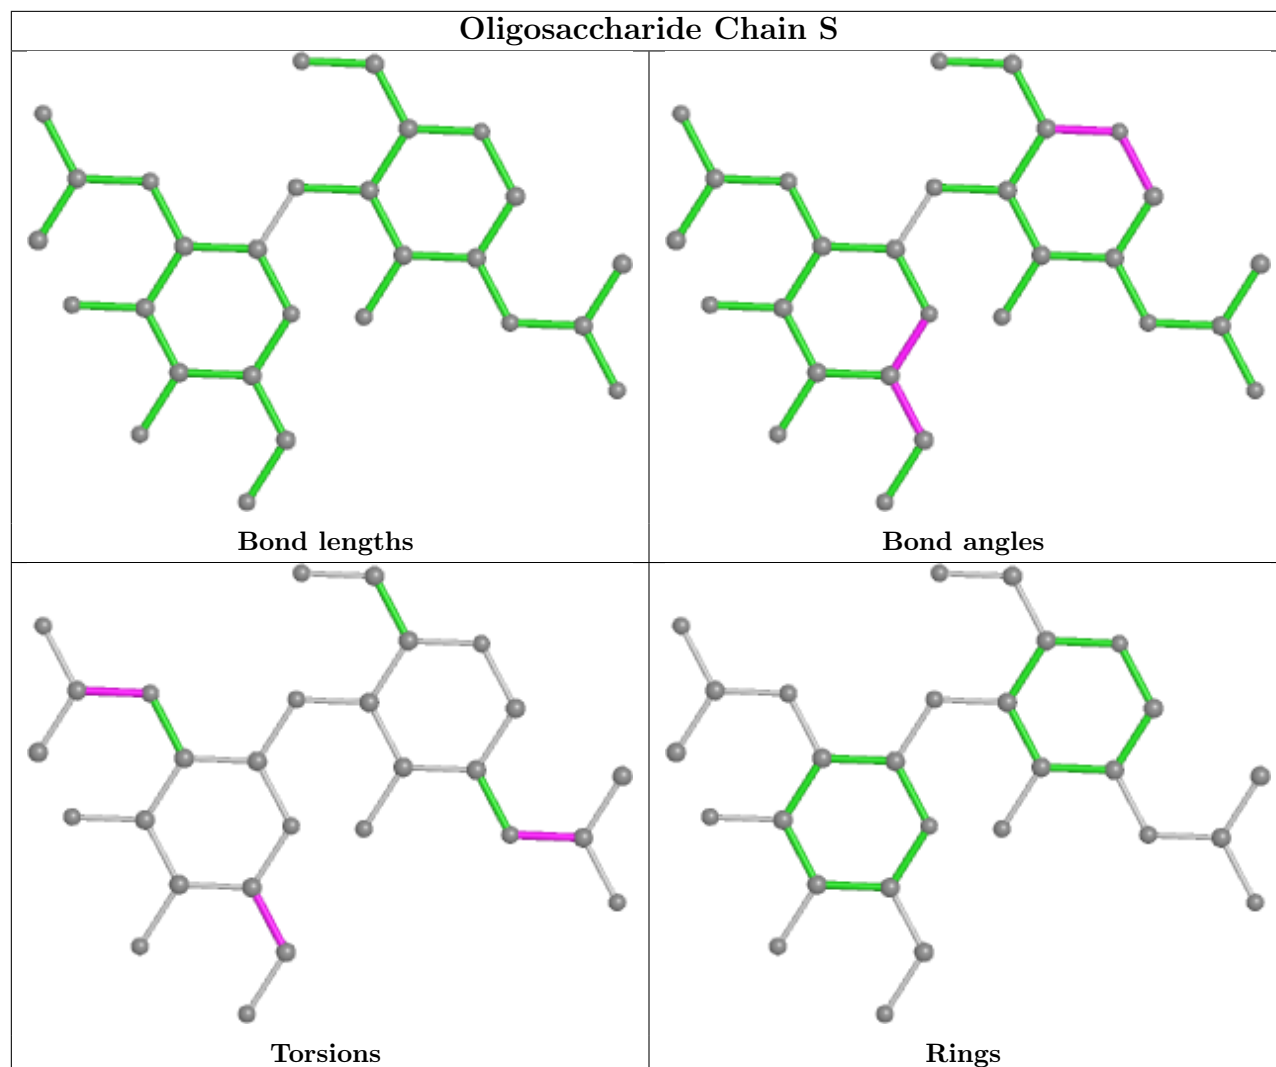 Oligosaccharide Chain S
Bond lengths
Bond angles
Torsions
Rings